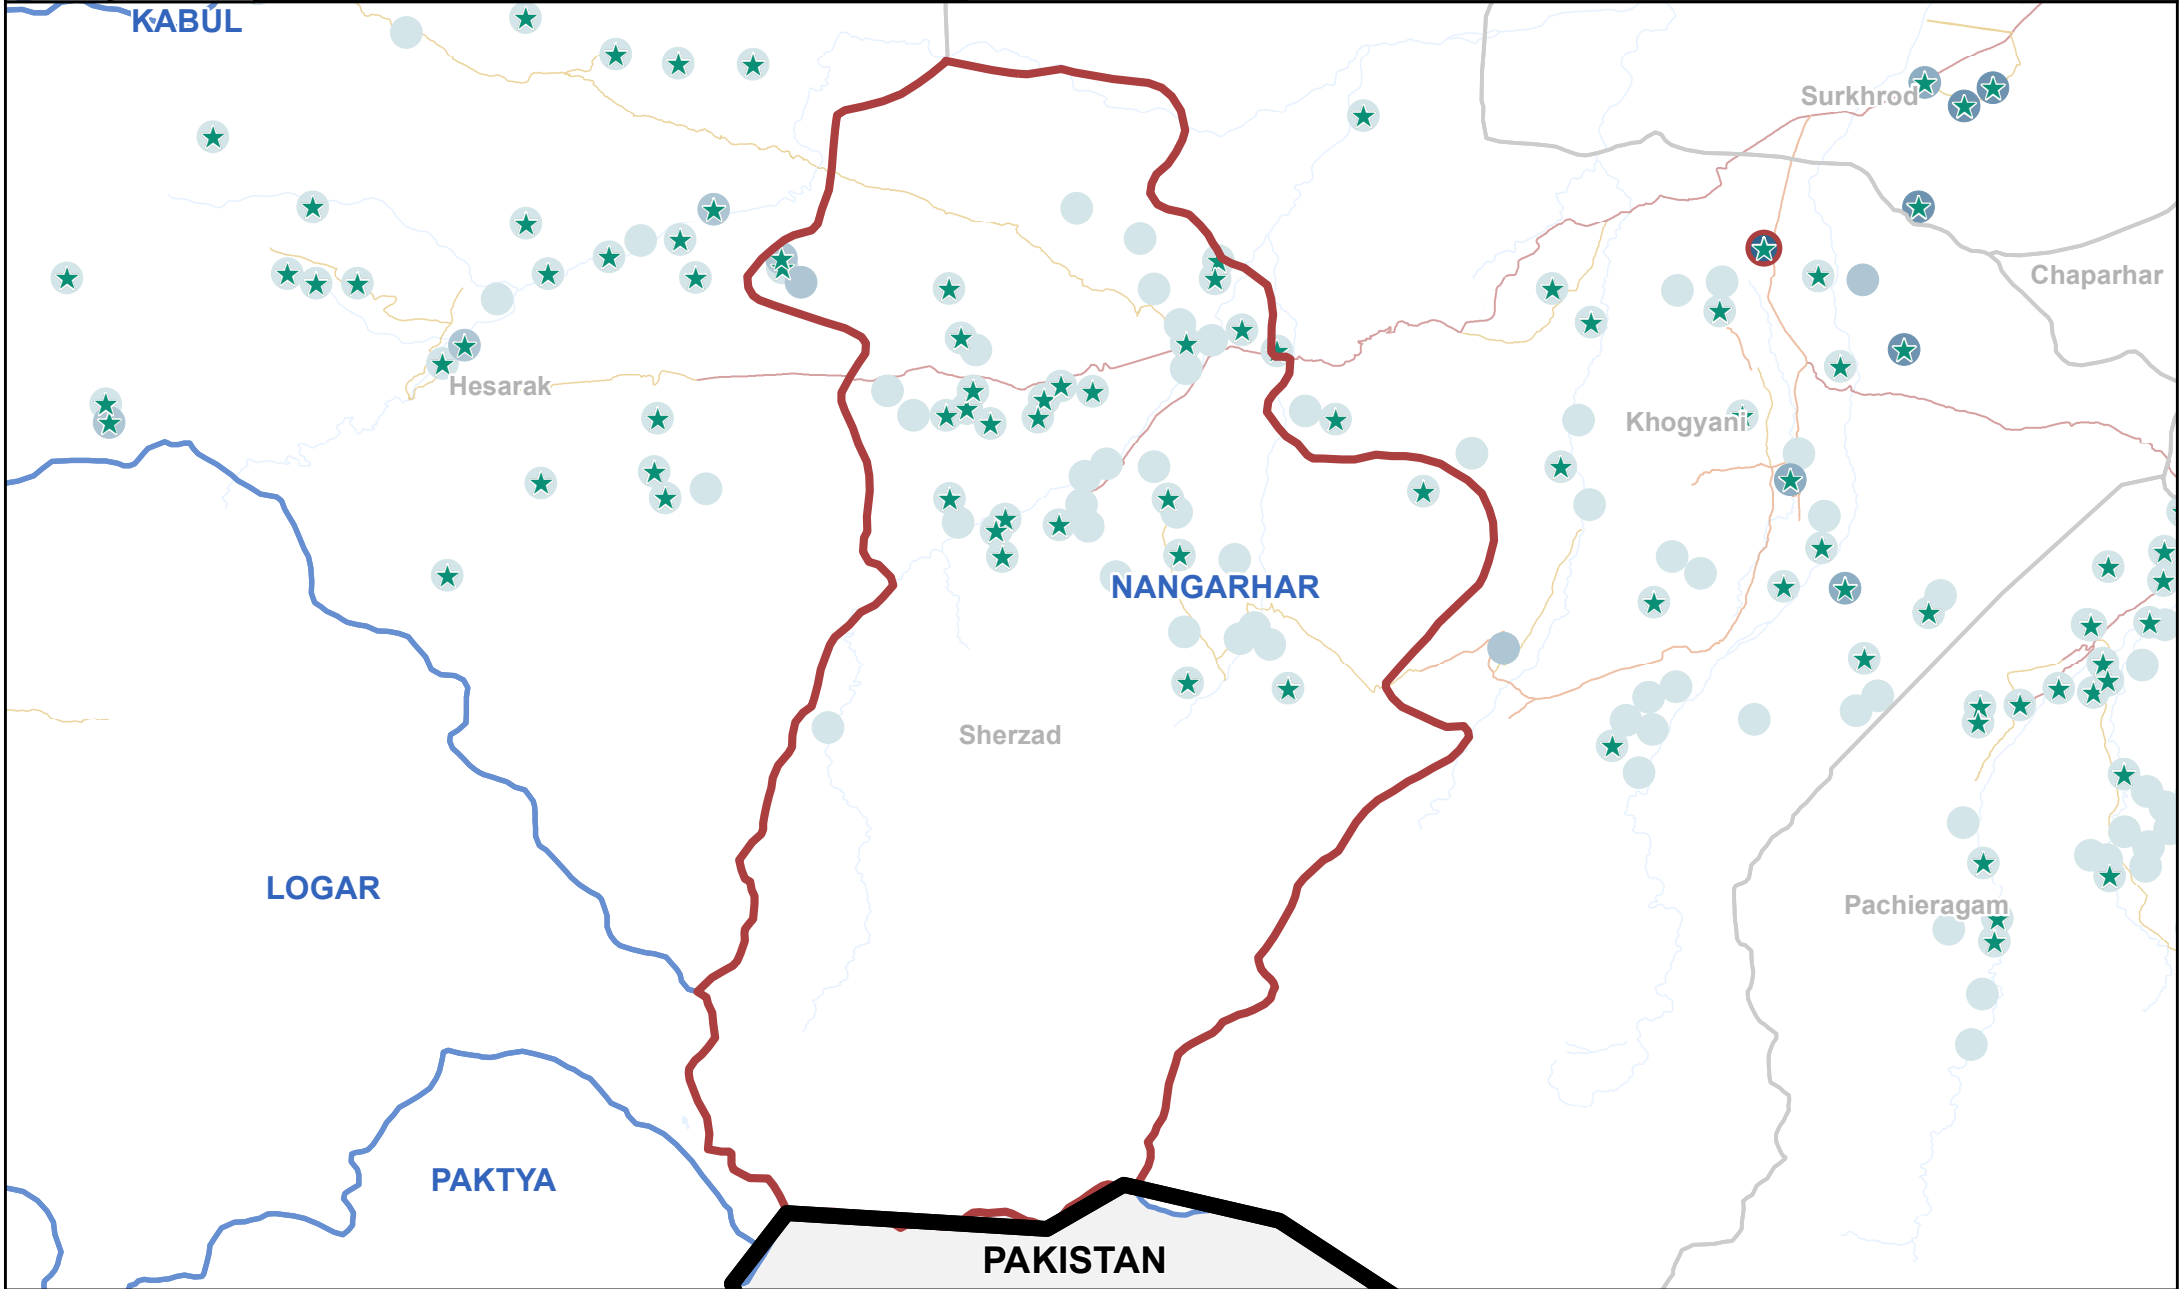 KABUL
Surkhrod
Chaparhar
Hesarak
Khogyani
NANGARHAR
Sherzad
LOGAR
Pachieragam
PAKTYA
PAKISTAN